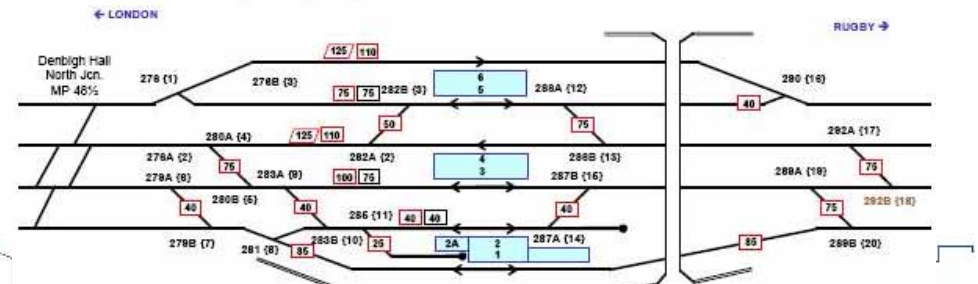 ← LONDON
RUGBY →
Denbigh Hall
North Jcn.
MP 48½
125/ 110
278 {1}
276B {3}
6
280 {16}
75 75 282B {3}
5
286A {12}
40
50
75
280A {4}
125/ 110
292A {17}
276A {2}
282A {2}
4
286B {13}
279A {6}
75
283A {9}
100 75
3
287B {15}
289A {19}
75
280B {5}
292B {18}
40
40
286 {11} 40 40
40
75
279B {7}
281 {8}
283B {10}
25
2A
2
287A {14}
85
289B {20}
85
1